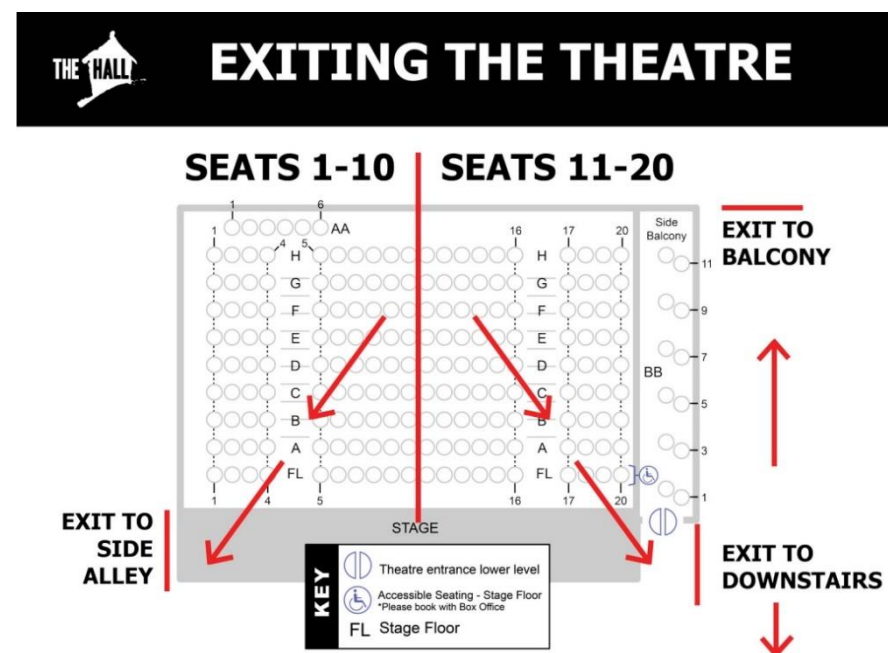 THE HALL
EXITING THE THEATRE
SEATS 1-10
SEATS 11-20
1 6
AA
1 4 5 16 17 20
H H
G G
F F
E E
D D
C C
B B
A A
FL FL
1 4 5 16 17 20
Side
Balcony
11
9
7
BB
5
3
1
EXIT TO
BALCONY
EXIT TO
SIDE
ALLEY
STAGE
EXIT TO
DOWNSTAIRS
KEY
Theatre entrance lower level
Accessible Seating - Stage Floor
*Please book with Box Office
FL Stage Floor